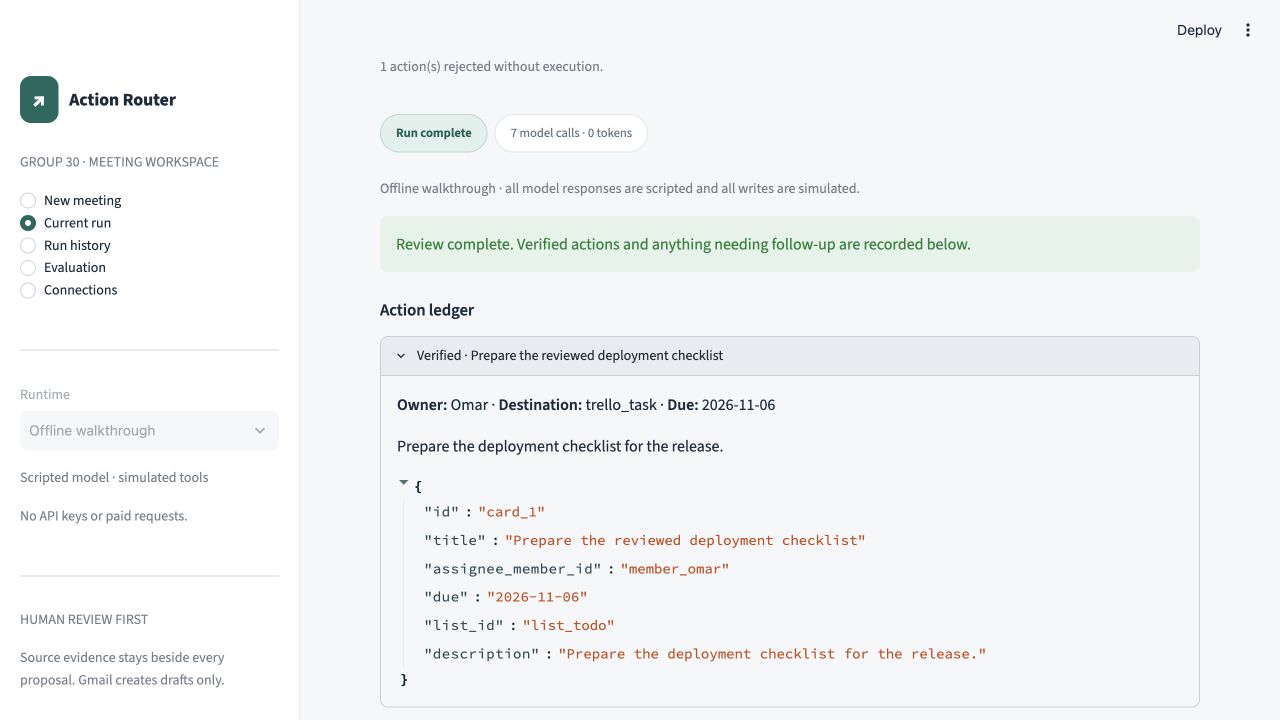 Deploy
Action Router
GROUP 30 · MEETING WORKSPACE
New meeting
Current run
Run history
Evaluation
Connections
Runtime
Offline walkthrough
Scripted model · simulated tools
No API keys or paid requests.
HUMAN REVIEW FIRST
Source evidence stays beside every
proposal. Gmail creates drafts only.
1 action(s) rejected without execution.
Run complete
7 model calls · 0 tokens
Offline walkthrough · all model responses are scripted and all writes are simulated.
Review complete. Verified actions and anything needing follow-up are recorded below.
Action ledger
Verified · Prepare the reviewed deployment checklist
Owner: Omar · Destination: trello_task · Due: 2026-11-06
Prepare the deployment checklist for the release.
{
"id" : "card_1"
"title" : "Prepare the reviewed deployment checklist"
"assignee_member_id" : "member_omar"
"due" : "2026-11-06"
"list_id" : "list_todo"
"description" : "Prepare the deployment checklist for the release."
}